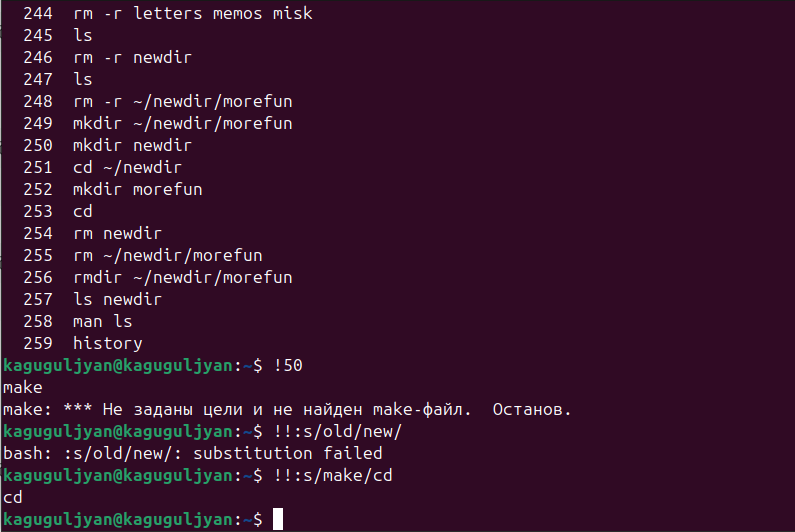 244 rm -r letters memos misk
245 ls
246 rm -r newdir
247 ls
248 rm -r ~/newdir/morefun
249 mkdir ~/newdir/morefun
250 mkdir newdir
251 cd ~/newdir
252 mkdir morefun
253 cd
254 rm newdir
255 rm ~/newdir/morefun
256 rmdir ~/newdir/morefun
257 ls newdir
258 man ls
259 history
kaguguljyan@kaguguljyan:~$ !50
make
make: *** Не заданы цели и не найден make-файл.  Останов.
kaguguljyan@kaguguljyan:~$ !!:s/old/new/
bash: :s/old/new/: substitution failed
kaguguljyan@kaguguljyan:~$ !!:s/make/cd
cd
kaguguljyan@kaguguljyan:~$